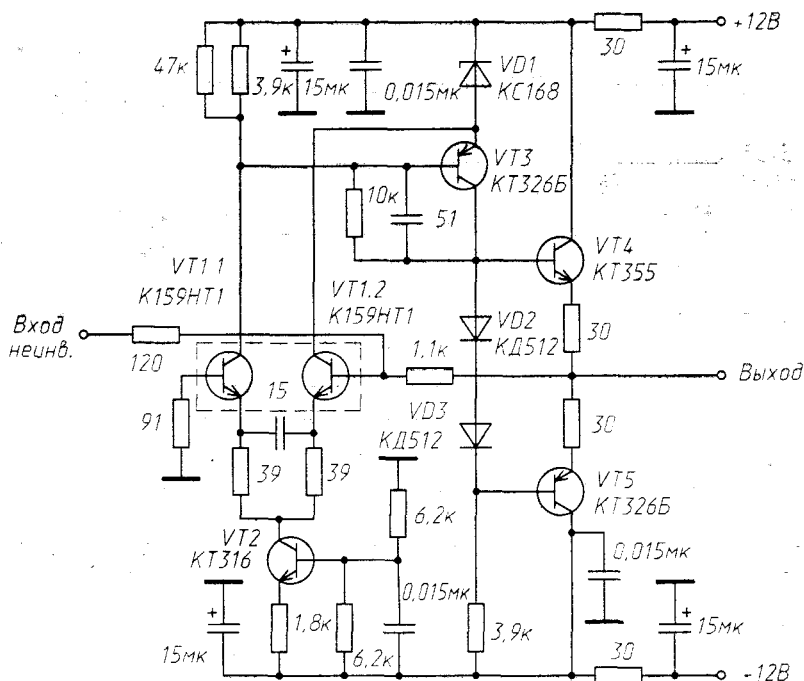 +12В
30
47к
3,9к
+
15мк
0,015мк
VD1
КС168
+
15мк
VT3
КТ326Б
10к
51
VT4
КТ355
VT1.1
К159НТ1
VT1.2
К159НТ1
Вход
неинв.
120
VD2
КД512
30
1,1к
Выход
15
91
VD3
КД512
30
39
39
VT5
КТ326Б
6,2к
VT2
КТ316
0,015мк
0,015мк
+
15мк
1,8к
6,2к
3,9к
+
15мк
30
-12В